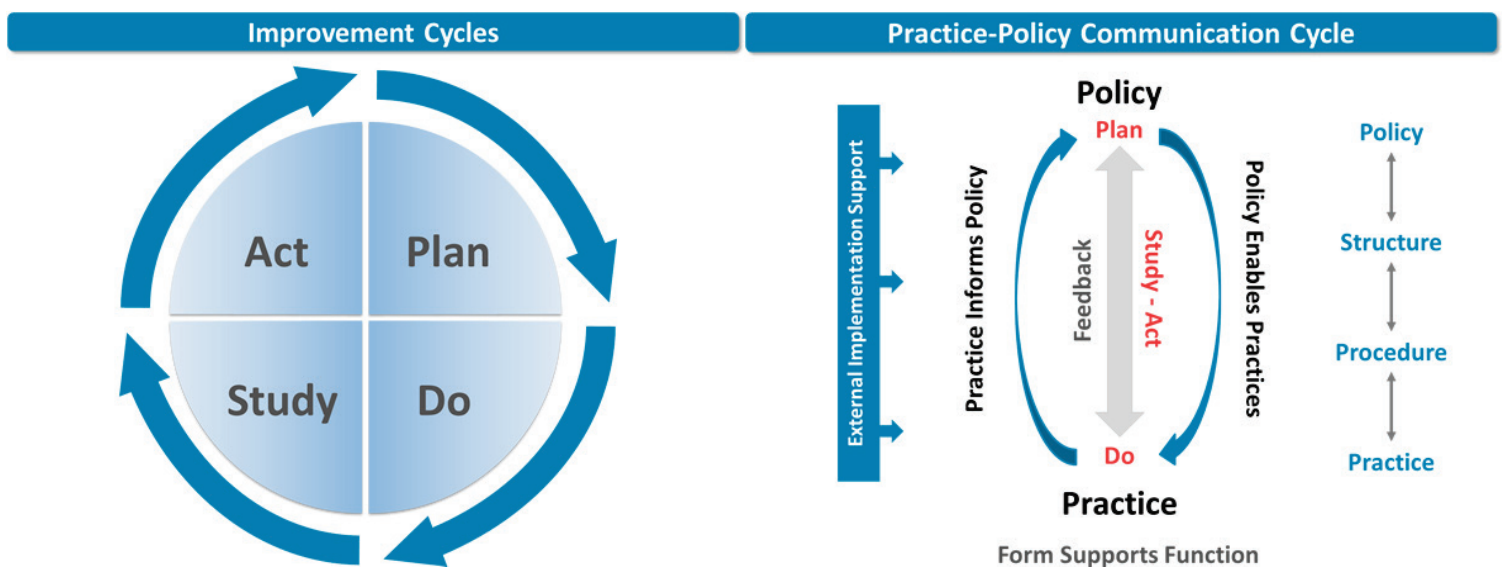 Improvement Cycles
Act
Plan
Study
Do
Practice-Policy Communication Cycle
External Implementation Support
Policy
Plan
Practice Informs Policy
Feedback
Study - Act
Policy Enables Practices
Do
Practice
Form Supports Function
Policy
Structure
Procedure
Practice